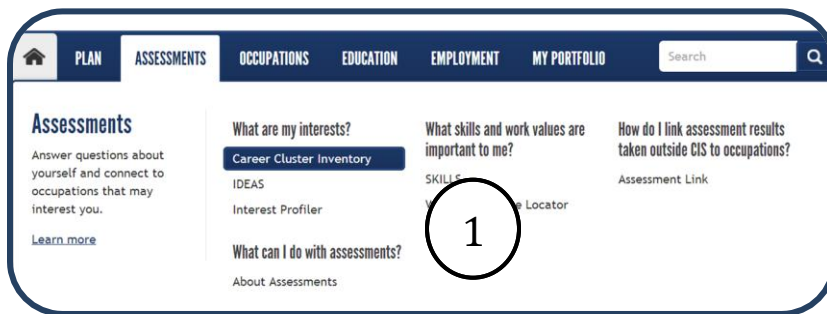 PLAN ASSESSMENTS OCCUPATIONS EDUCATION EMPLOYMENT MY PORTFOLIO Search
Assessments
Answer questions about
yourself and connect to
occupations that may
interest you.
Learn more
What are my interests?
Career Cluster Inventory
IDEAS
Interest Profiler
What can I do with assessments?
About Assessments
What skills and work values are
important to me?
SKILLS
Locator
1
How do I link assessment results
taken outside CIS to occupations?
Assessment Link